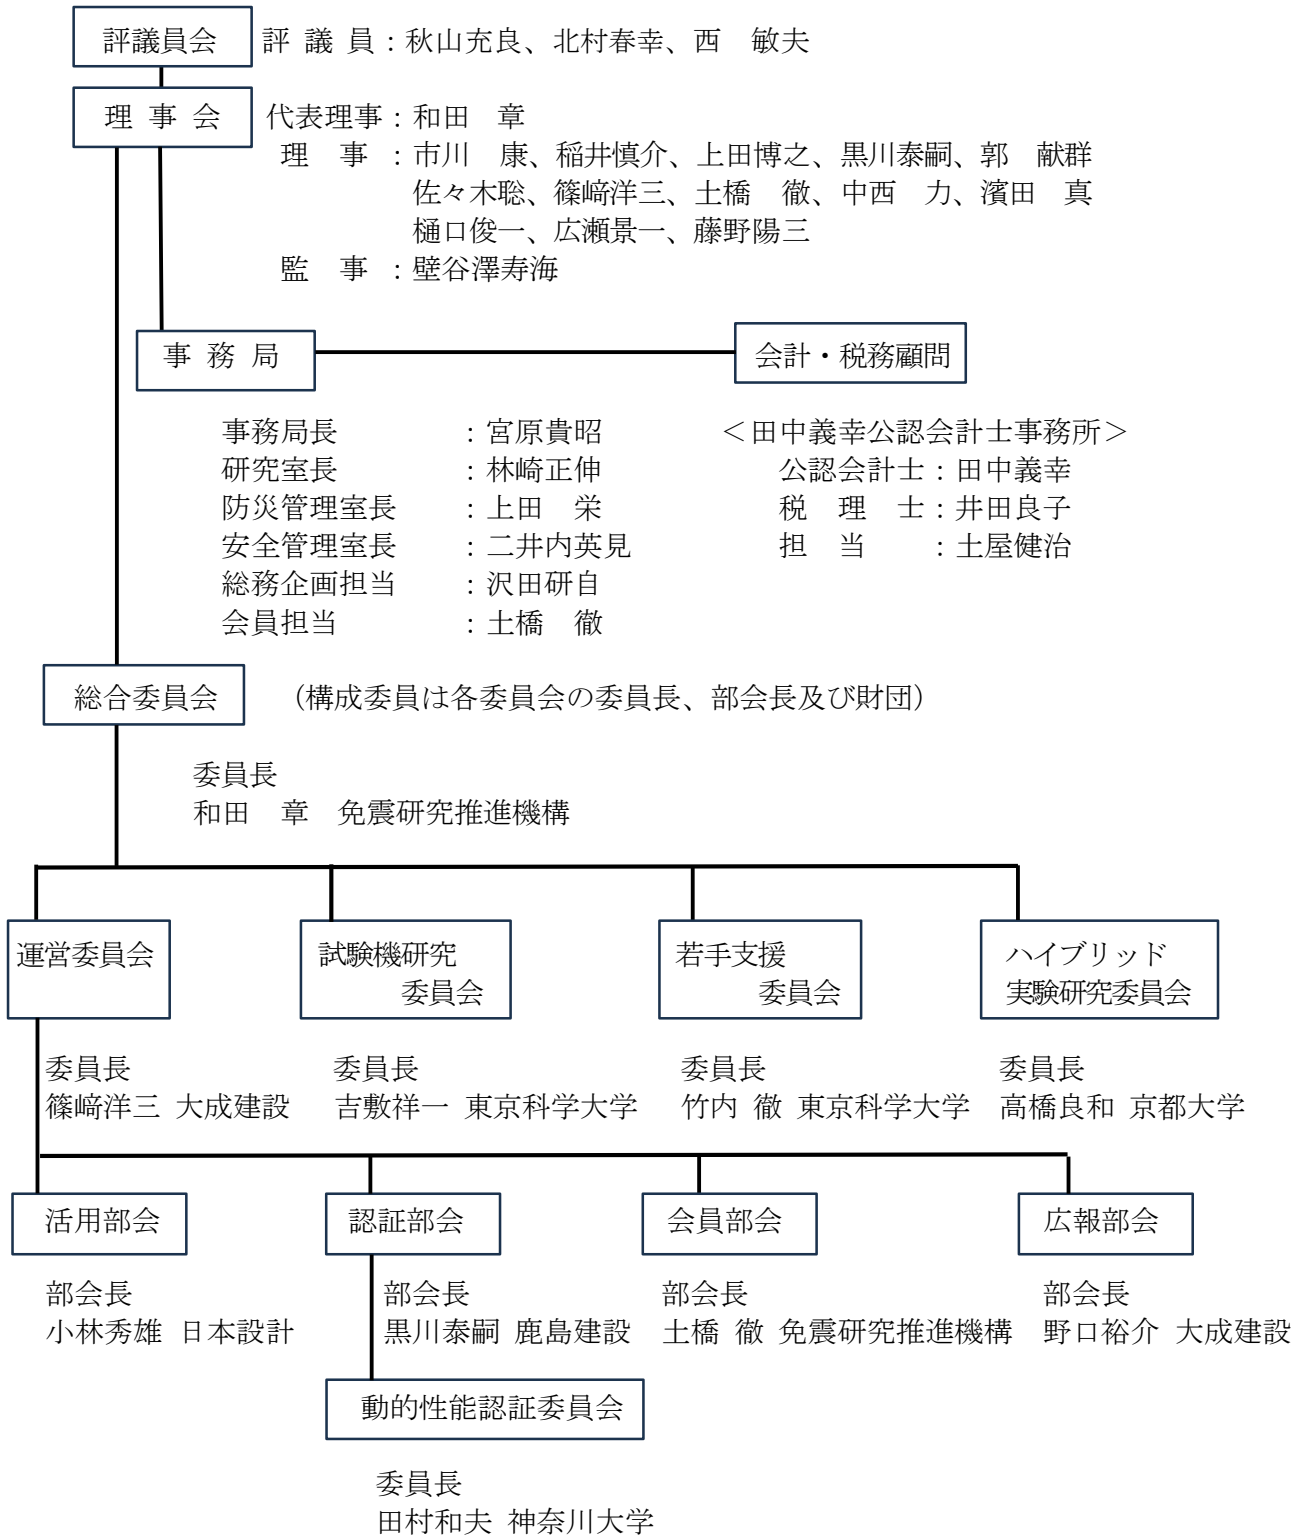 評議員会 評 議 員：秋山充良、北村春幸、西　敏夫
理 事 会 代表理事：和田　章
理　事　：市川　康、稲井慎介、上田博之、黒川泰嗣、郭　献群
佐々木聡、篠﨑洋三、土橋　徹、中西　力、濱田　真
樋口俊一、広瀬景一、藤野陽三
監　事　：壁谷澤寿海
事 務 局
会計・税務顧問
事務局長　：宮原貴昭
研究室長　：林崎正伸
防災管理室長　：上田　栄
安全管理室長　：二井内英見
総務企画担当　：沢田研自
会員担当　：土橋　徹
＜田中義幸公認会計士事務所＞
公認会計士：田中義幸
税　理　士：井田良子
担　当　：土屋健治
総合委員会 （構成委員は各委員会の委員長、部会長及び財団）
委員長
和田　章　免震研究推進機構
運営委員会
委員長
篠﨑洋三 大成建設
試験機研究
委員会
委員長
吉敷祥一 東京科学大学
若手支援
委員会
委員長
竹内 徹 東京科学大学
ハイブリッド
実験研究委員会
委員長
高橋良和 京都大学
活用部会
部会長
小林秀雄 日本設計
認証部会
部会長
黒川泰嗣 鹿島建設
会員部会
部会長
土橋 徹 免震研究推進機構
広報部会
部会長
野口裕介 大成建設
動的性能認証委員会
委員長
田村和夫 神奈川大学